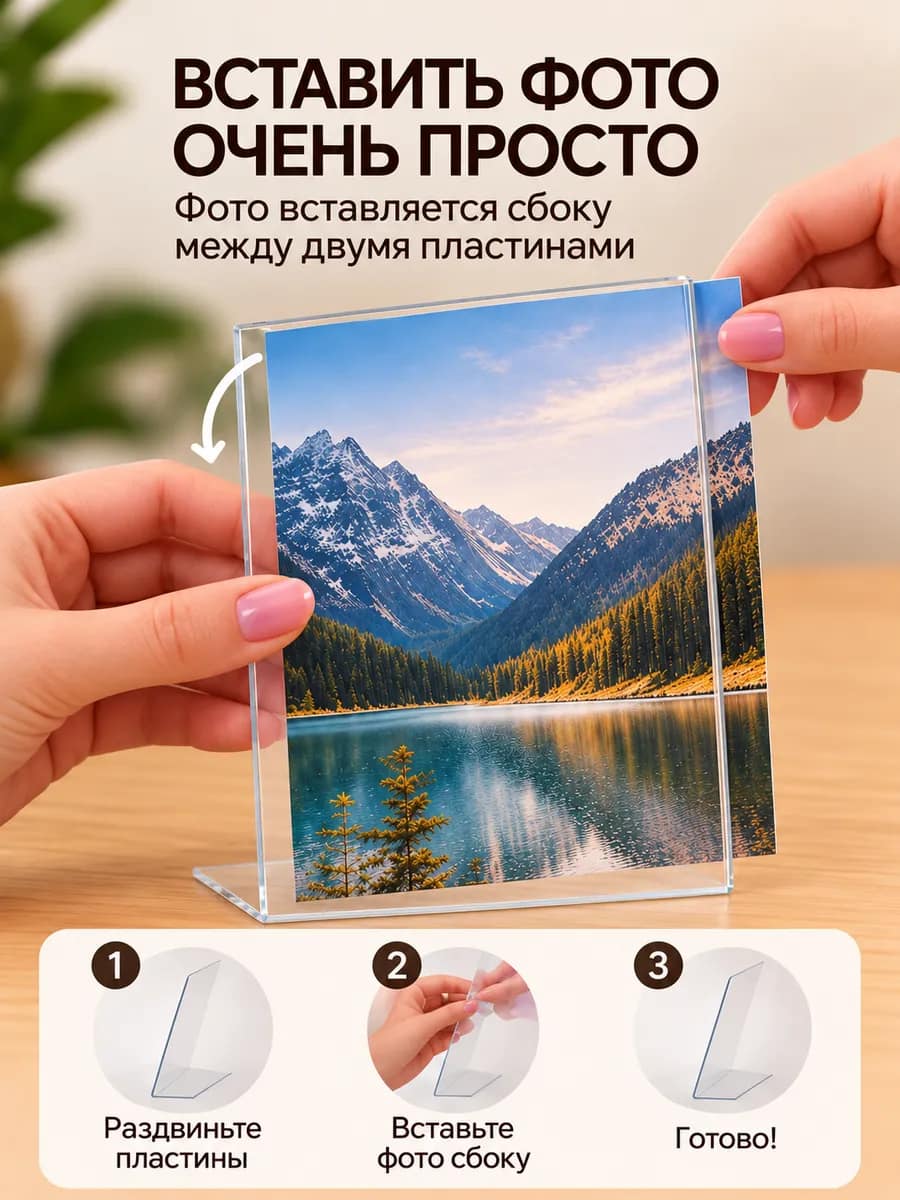 ВСТАВИТЬ ФОТО
ОЧЕНЬ ПРОСТО
Фото вставляется сбоку
между двумя пластинами
1
2
3
Раздвиньте
пластины
Вставьте
фото сбоку
Готово!